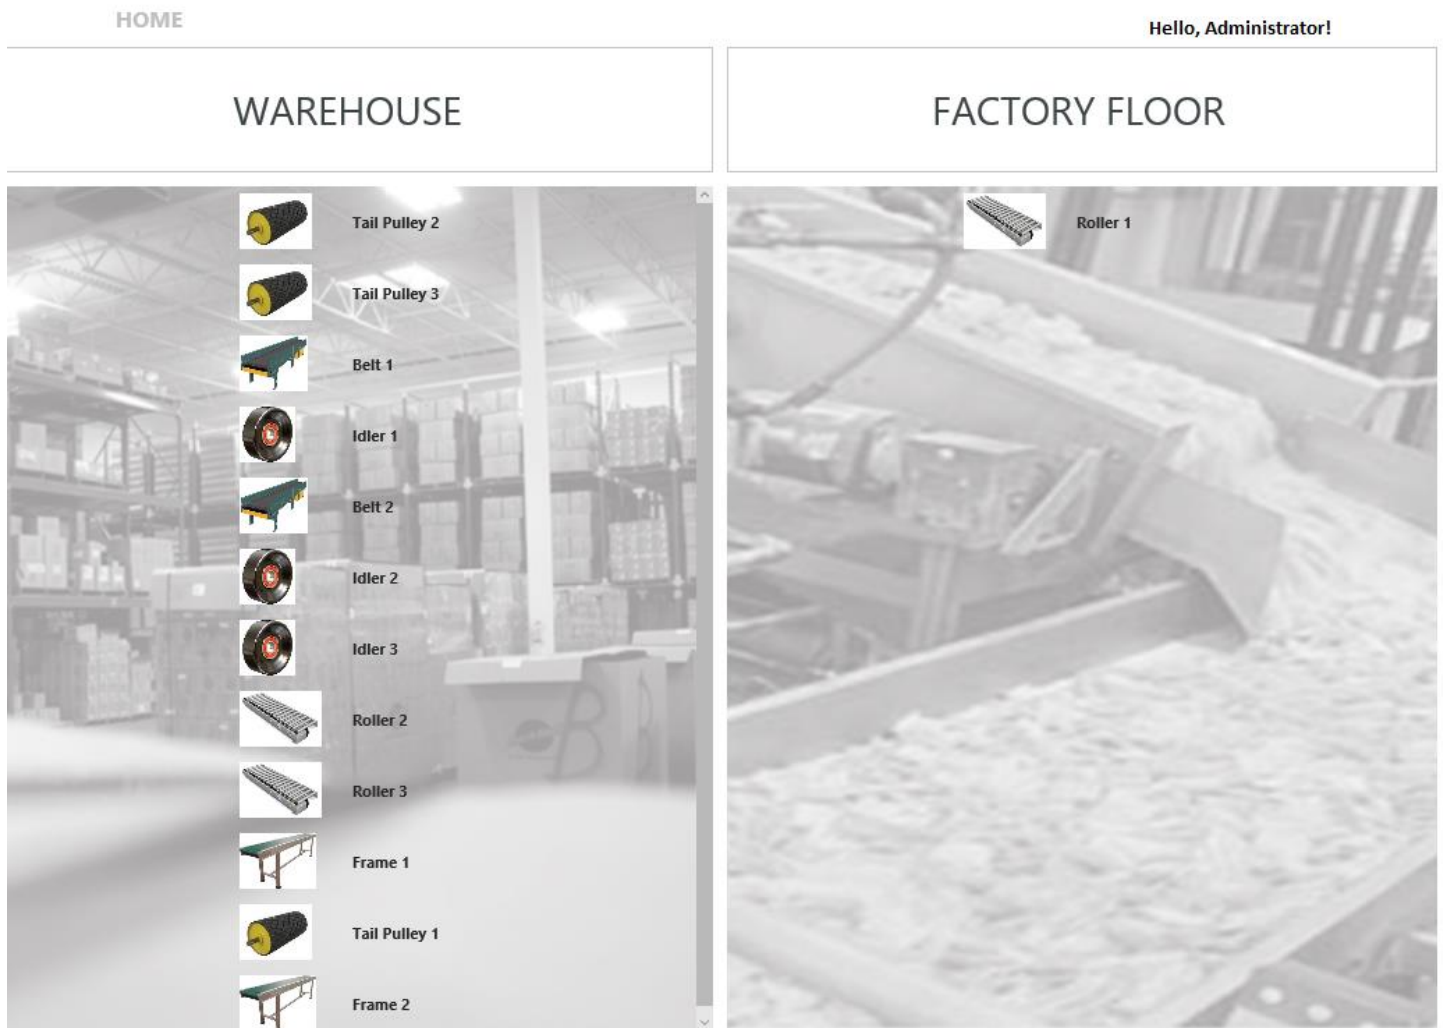 HOME
Hello, Administrator!
WAREHOUSE
FACTORY FLOOR
Tail Pulley 2
Tail Pulley 3
Belt 1
Idler 1
Belt 2
Idler 2
Idler 3
Roller 2
Roller 3
Frame 1
Tail Pulley 1
Frame 2
Roller 1